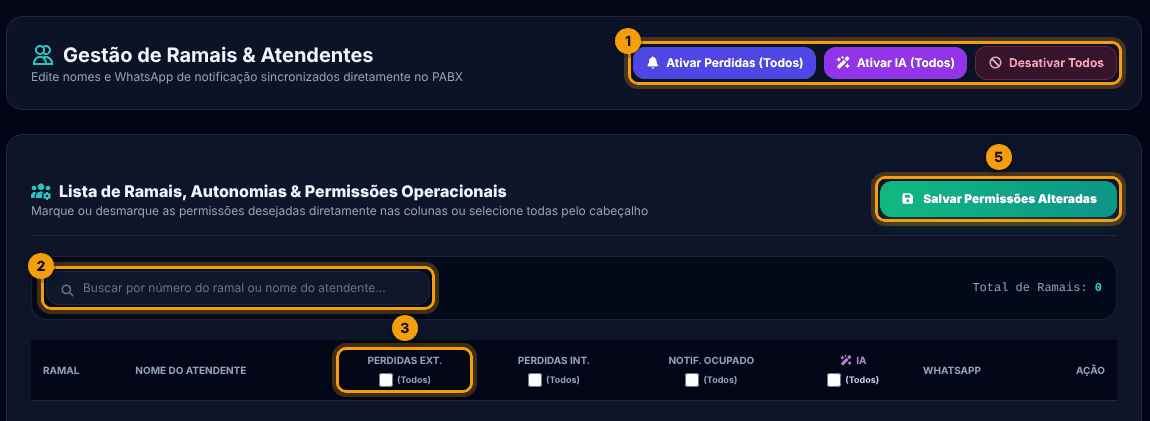 1
Gestão de Ramais & Atendentes
Edite nomes e WhatsApp de notificação sincronizados diretamente no PABX
Ativar Perdidas (Todos)
Ativar IA (Todos)
Desativar Todos
5
Lista de Ramais, Autonomias & Permissões Operacionais
Marque ou desmarque as permissões desejadas diretamente nas colunas ou selecione todas pelo cabeçalho
Salvar Permissões Alteradas
2
Buscar por número do ramal ou nome do atendente...
Total de Ramais: 0
3
RAMAL
NOME DO ATENDENTE
PERDIDAS EXT.
(Todos)
PERDIDAS INT.
(Todos)
NOTIF. OCUPADO
(Todos)
IA
(Todos)
WHATSAPP
AÇÃO